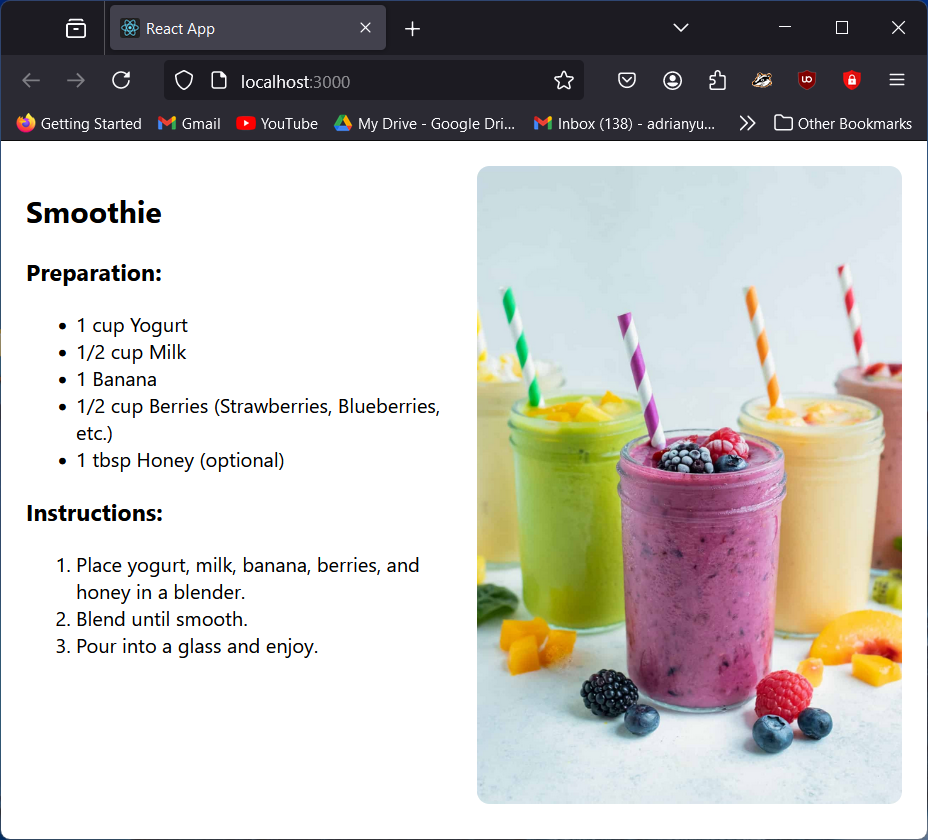 React App
localhost:3000
Getting Started Gmail YouTube My Drive - Google Dri... Inbox (138) - adrianyu... Other Bookmarks
Smoothie
Preparation:
• 1 cup Yogurt
• 1/2 cup Milk
• 1 Banana
• 1/2 cup Berries (Strawberries, Blueberries,
etc.)
• 1 tbsp Honey (optional)
Instructions:
1. Place yogurt, milk, banana, berries, and
honey in a blender.
2. Blend until smooth.
3. Pour into a glass and enjoy.